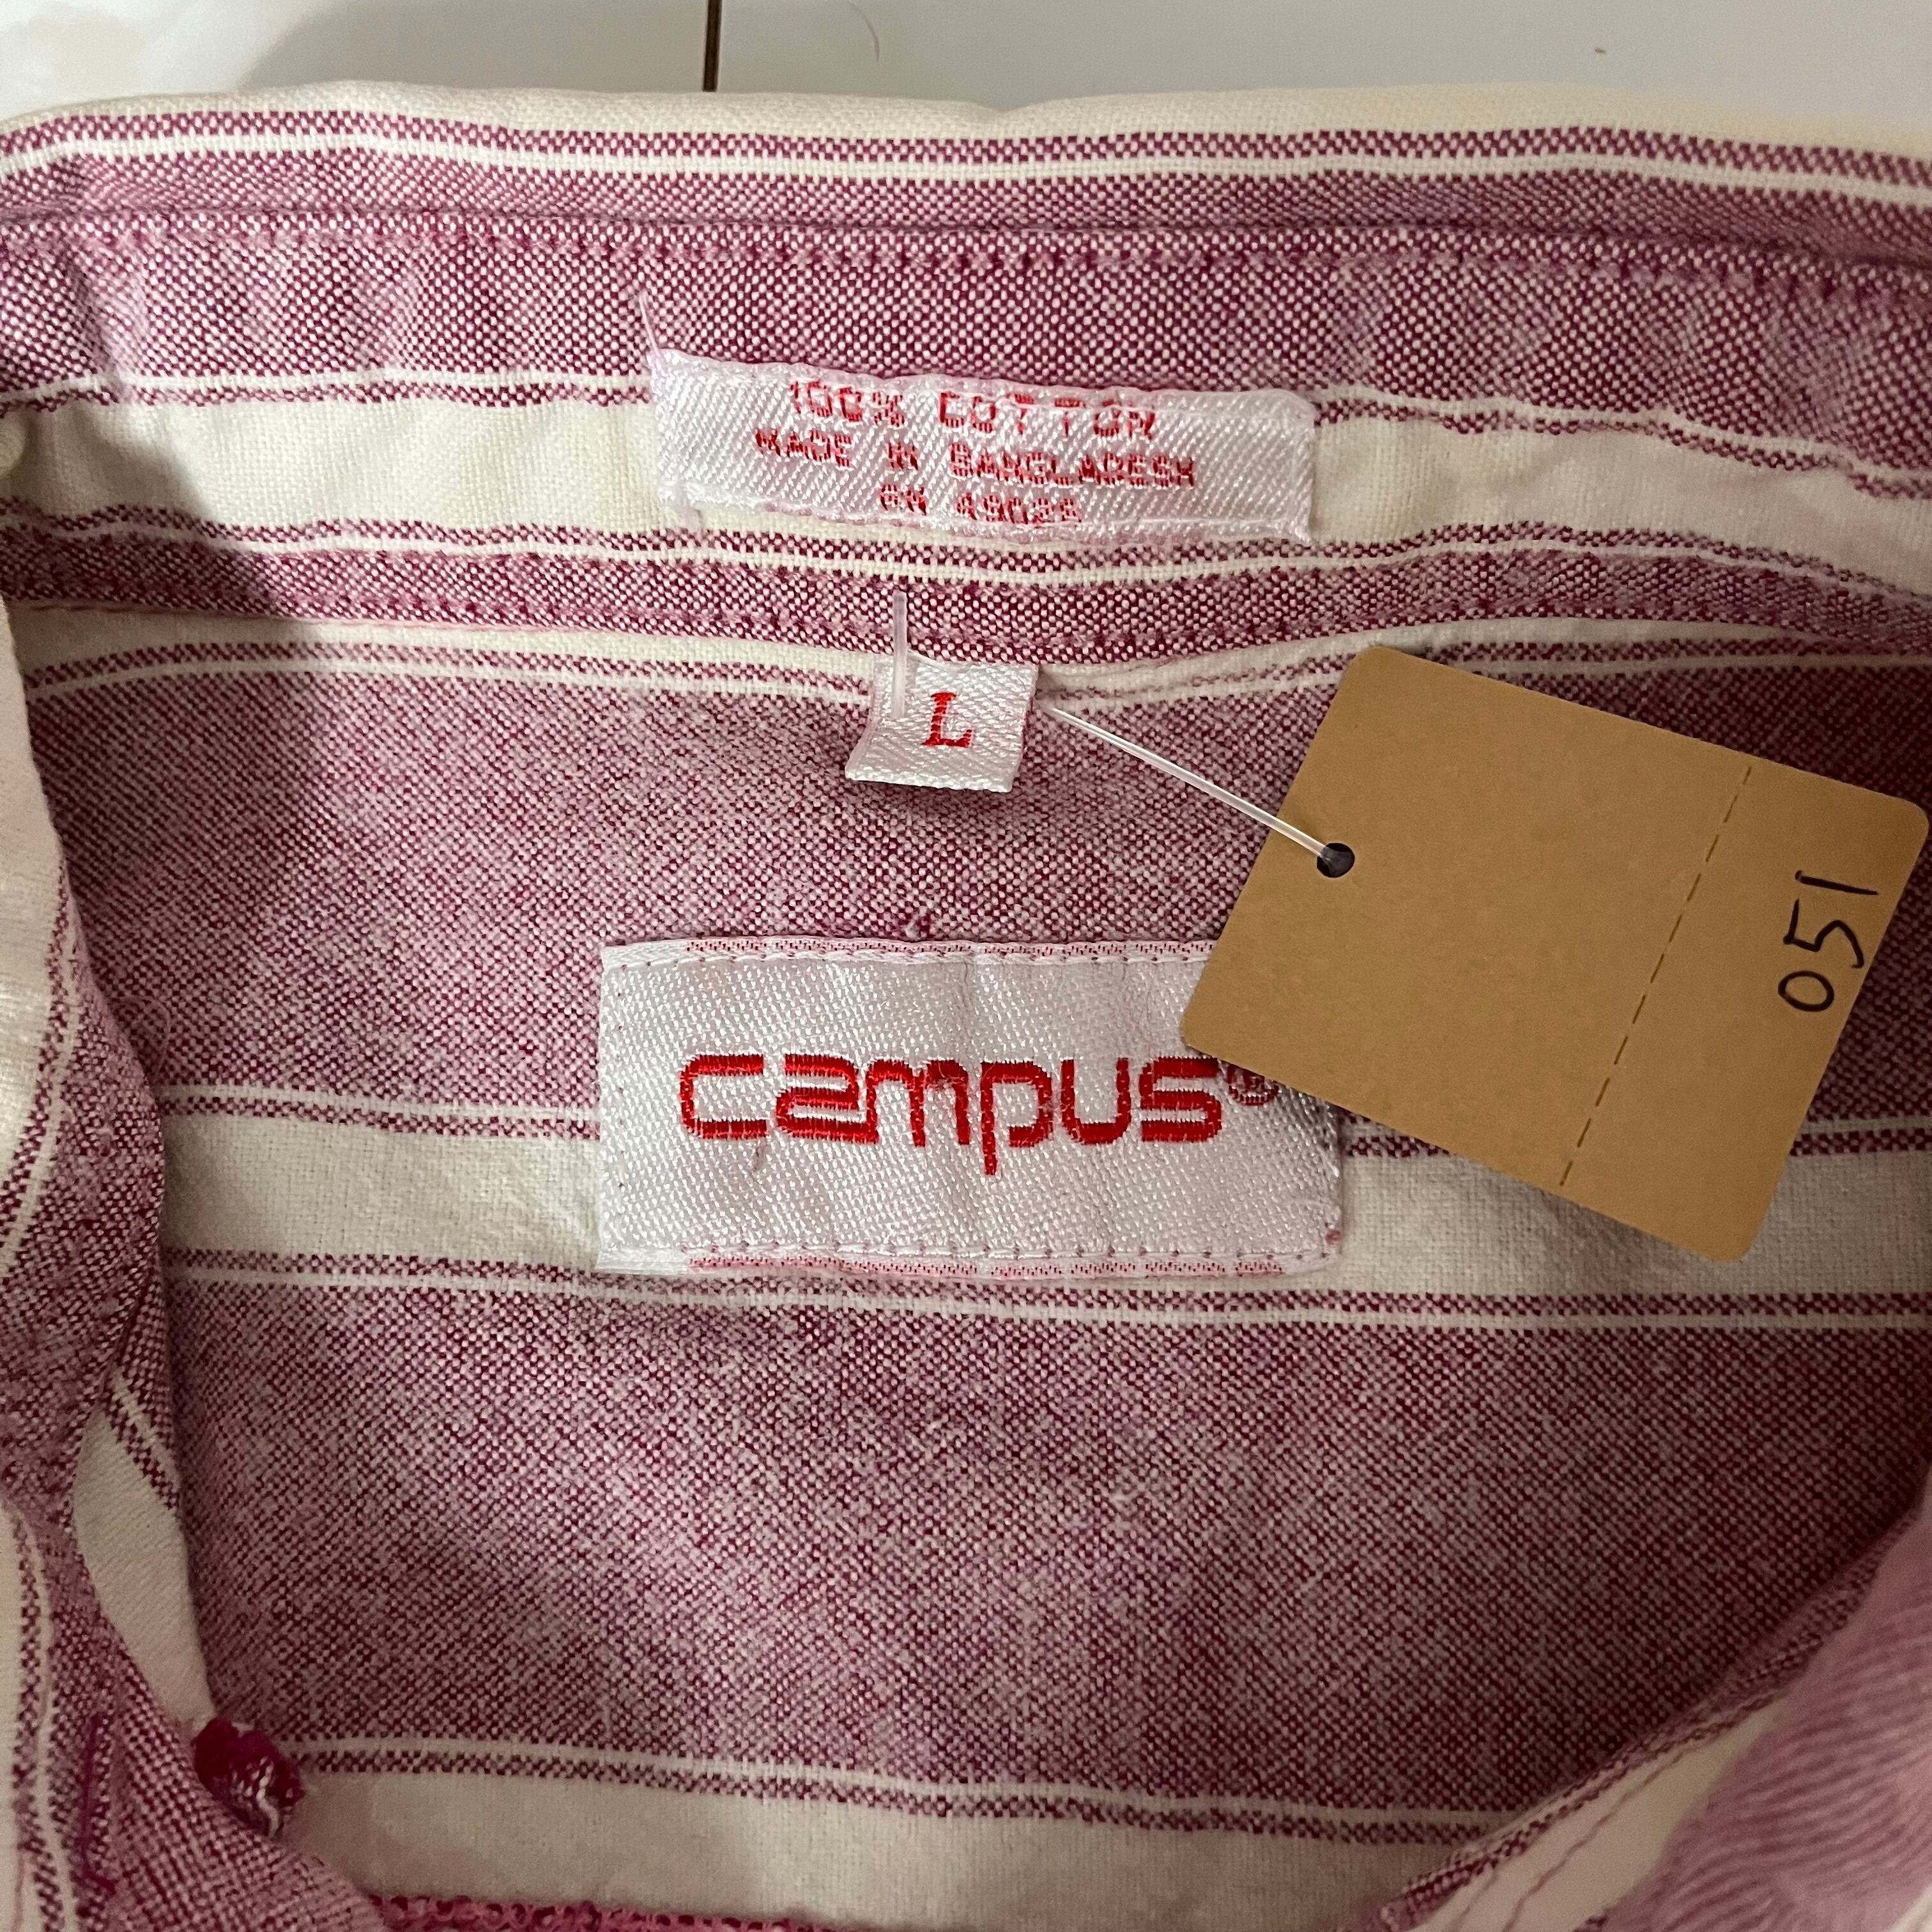 100% COTTON
MADE IN BANGLADESH
RN 49026
L
campus®
051